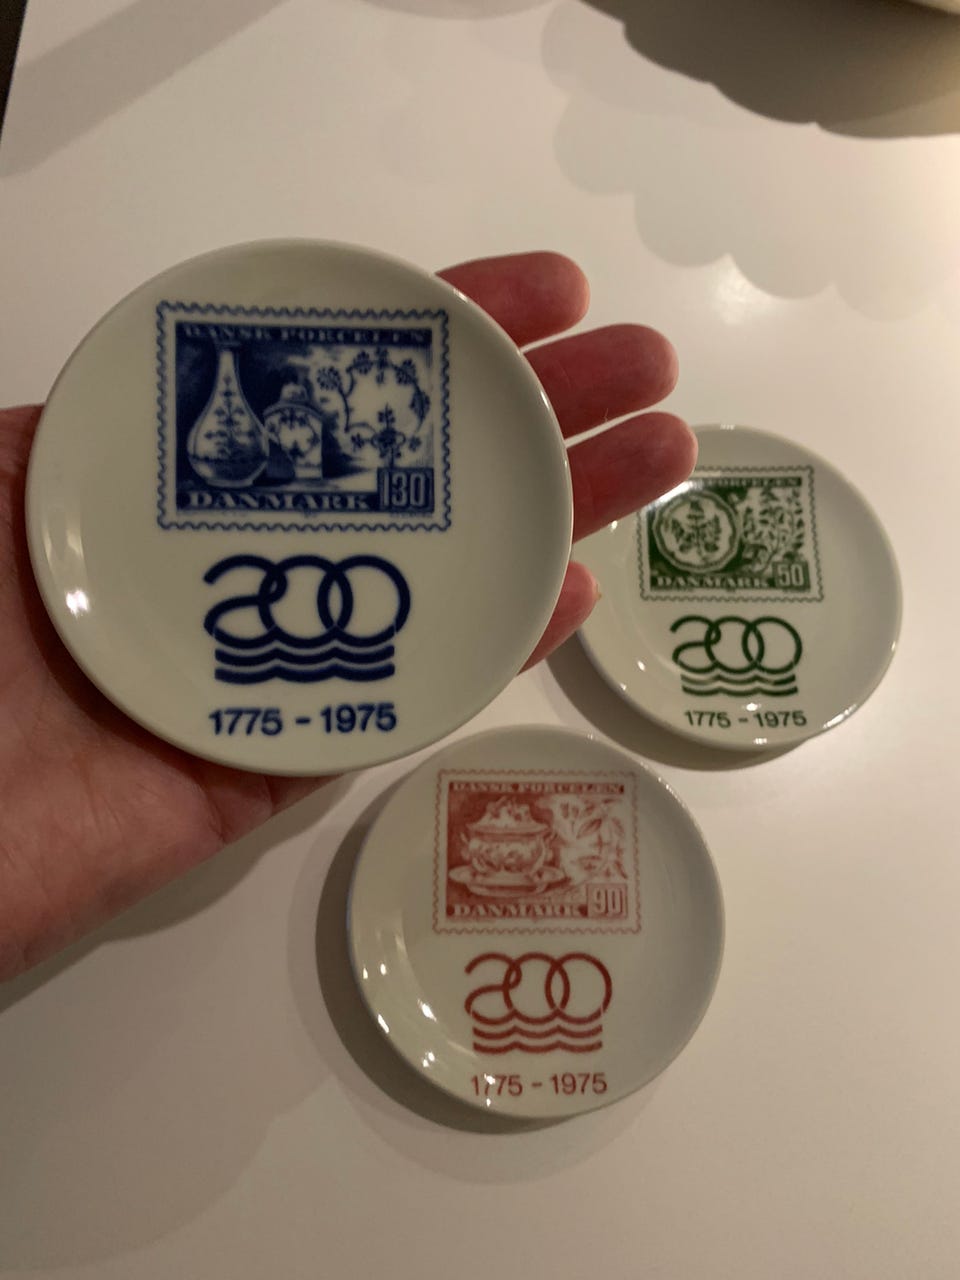 DANSK PORCELÆN
DANMARK 130
200
1775 - 1975
PORCELÆN
DANMARK 50
200
1775 - 1975
DANSK PORCELÆN
DANMARK 90
200
1775 - 1975